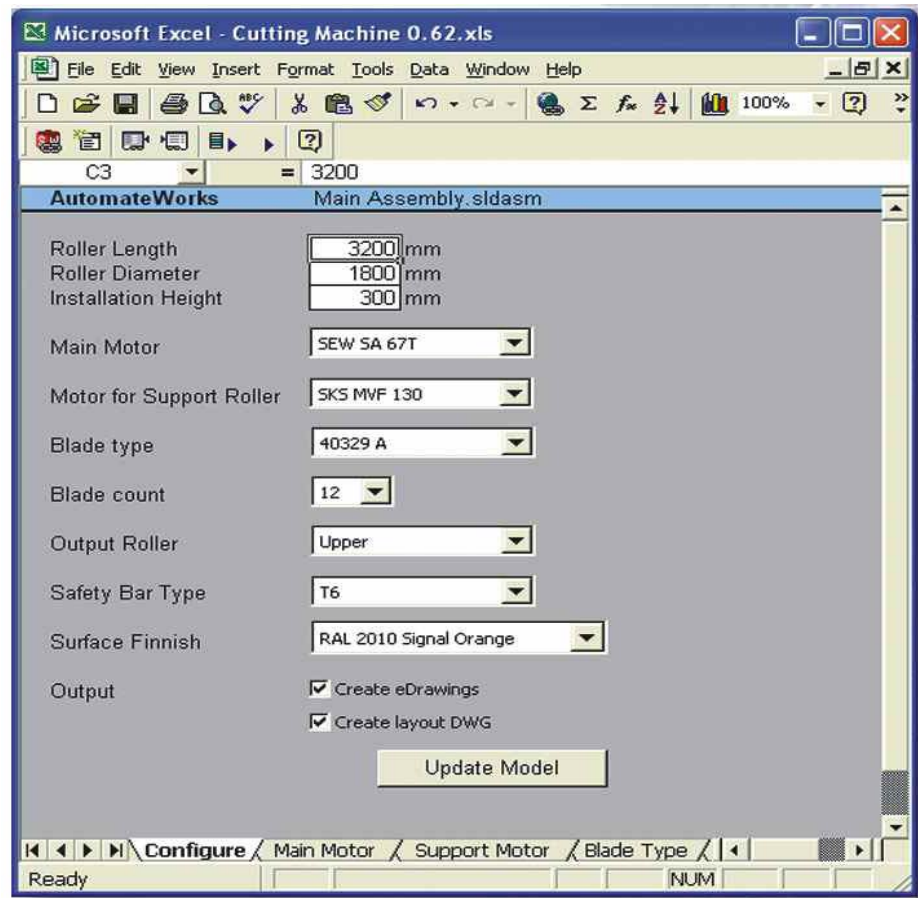 Microsoft Excel - Cutting Machine 0.62.xls
File Edit View Insert Format Tools Data Window Help
ABC Σ fx A Z 100% ? »
?
C3 = 3200
AutomateWorks Main Assembly.sldasm
Roller Length 3200 mm
Roller Diameter 1800 mm
Installation Height 300 mm
Main Motor SEW SA 67T
Motor for Support Roller SKS MVF 130
Blade type 40329 A
Blade count 12
Output Roller Upper
Safety Bar Type T6
Surface Finnish RAL 2010 Signal Orange
Output Create eDrawings
Create layout DWG
Update Model
Configure Main Motor Support Motor Blade Type
Ready NUM